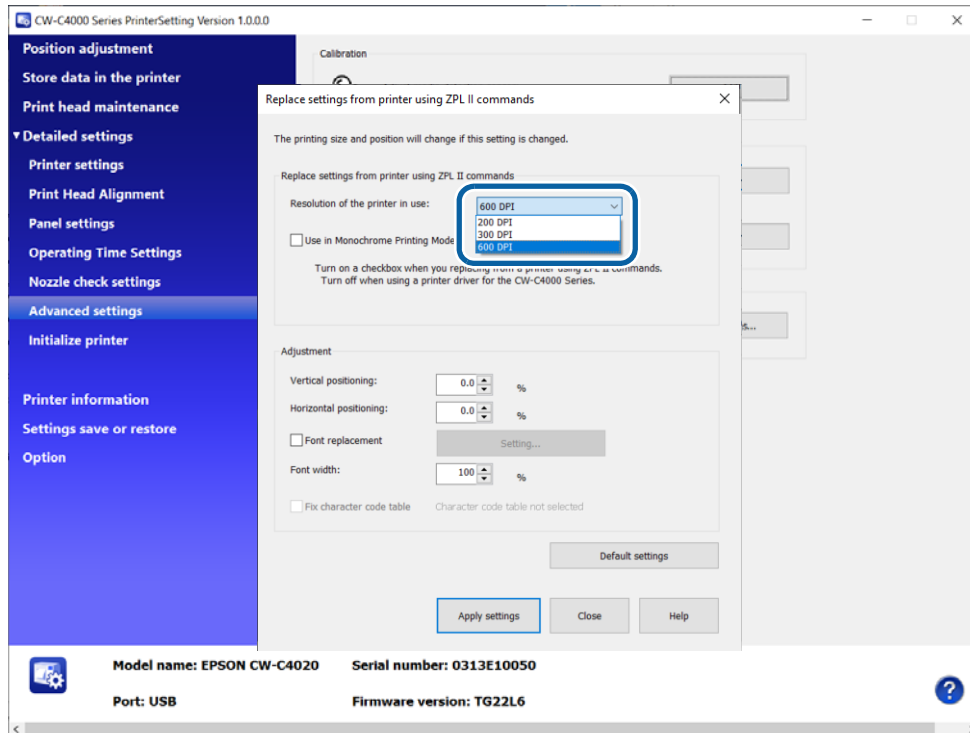 CW-C4000 Series PrinterSetting Version 1.0.0.0
Position adjustment
Store data in the printer
Print head maintenance
Detailed settings
Printer settings
Print Head Alignment
Panel settings
Operating Time Settings
Nozzle check settings
Advanced settings
Initialize printer
Printer information
Settings save or restore
Option
Calibration
Replace settings from printer using ZPL II commands
The printing size and position will change if this setting is changed.
Replace settings from printer using ZPL II commands
Resolution of the printer in use:
600 DPI
200 DPI
300 DPI
600 DPI
Use in Monochrome Printing Mode
Turn on a checkbox when you replacing from a printer using ZPL II commands.
Turn off when using a printer driver for the CW-C4000 Series.
Adjustment
Vertical positioning: 0.0 %
Horizontal positioning: 0.0 %
Font replacement Setting...
Font width: 100 %
Fix character code table Character code table not selected
Default settings
Apply settings Close Help
Model name: EPSON CW-C4020 Serial number: 0313E10050
Port: USB Firmware version: TG22L6